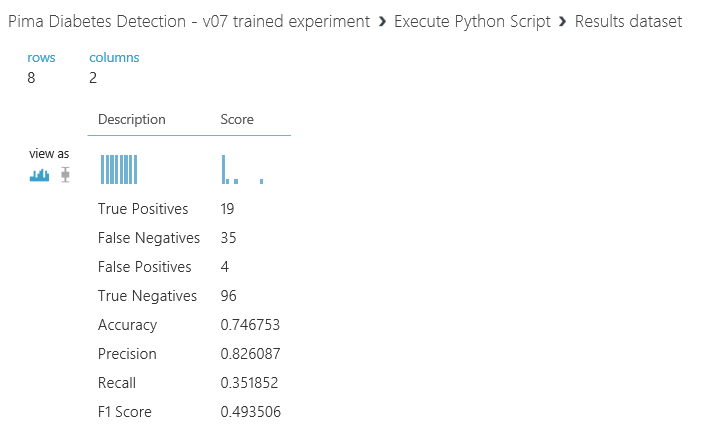 Pima Diabetes Detection - v07 trained experiment › Execute Python Script › Results dataset
rows columns
8 2
Description Score
view as
True Positives 19
False Negatives 35
False Positives 4
True Negatives 96
Accuracy 0.746753
Precision 0.826087
Recall 0.351852
F1 Score 0.493506